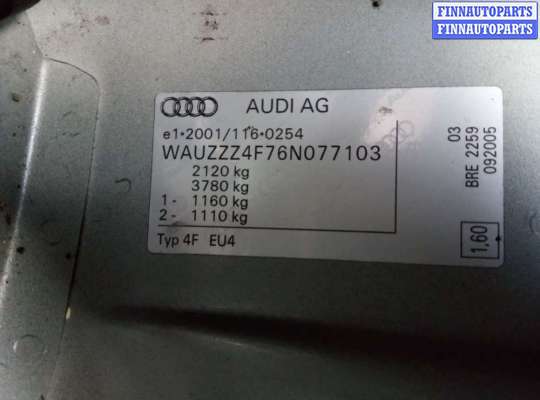 FINNAUTOPARTS
FINNAUTOPARTS
AUDI AG
e1*2001/116*0254
WAUZZZ4F76N077103
2120 kg
3780 kg
1- 1160 kg
2- 1110 kg
Typ 4F EU4
03
BRE 2259
092005
1,60